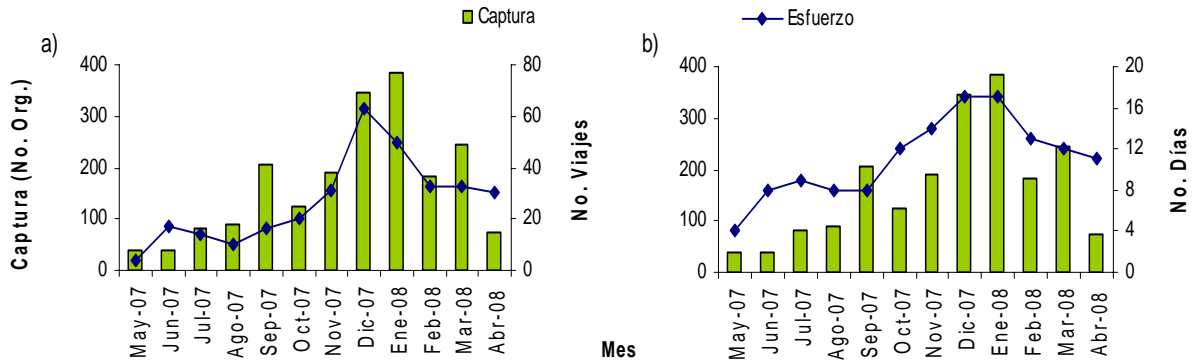 Captura
Esfuerzo
a)
b)
400
300
200
100
0
80
60
40
20
0
Captura (No. Org.)
No. Viajes
May-07
Jun-07
Jul-07
Ago-07
Sep-07
Oct-07
Nov-07
Dic-07
Ene-08
Feb-08
Mar-08
Abr-08
400
300
200
100
0
20
16
12
8
4
0
No. Días
May-07
Jun-07
Jul-07
Ago-07
Sep-07
Oct-07
Nov-07
Dic-07
Ene-08
Feb-08
Mar-08
Abr-08
Mes